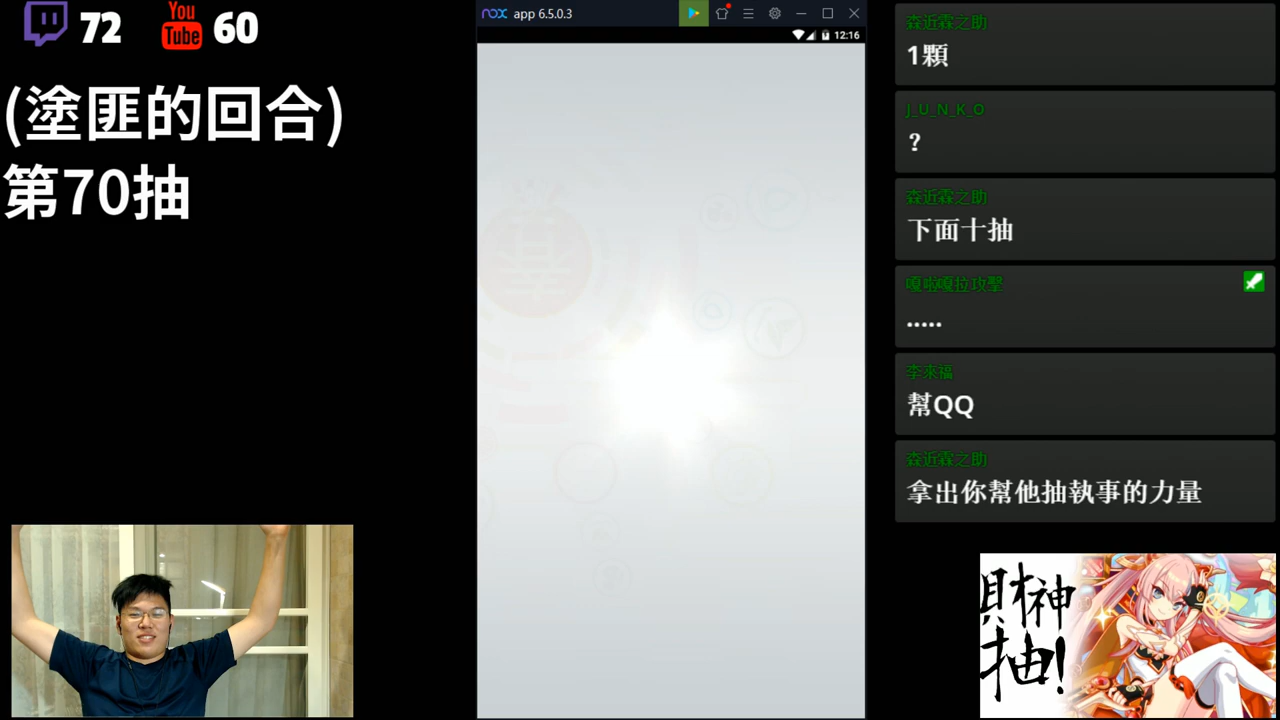 72
You
Tube
60
(塗匪的回合)
第70抽
nox app 6.5.0.3
12:16
森近霖之助
1顆
J_U_N_K_O
?
森近霖之助
下面十抽
嘎啦嘎拉攻擊
.....
李來福
幫QQ
森近霖之助
拿出你幫他抽執事的力量
財神
抽!